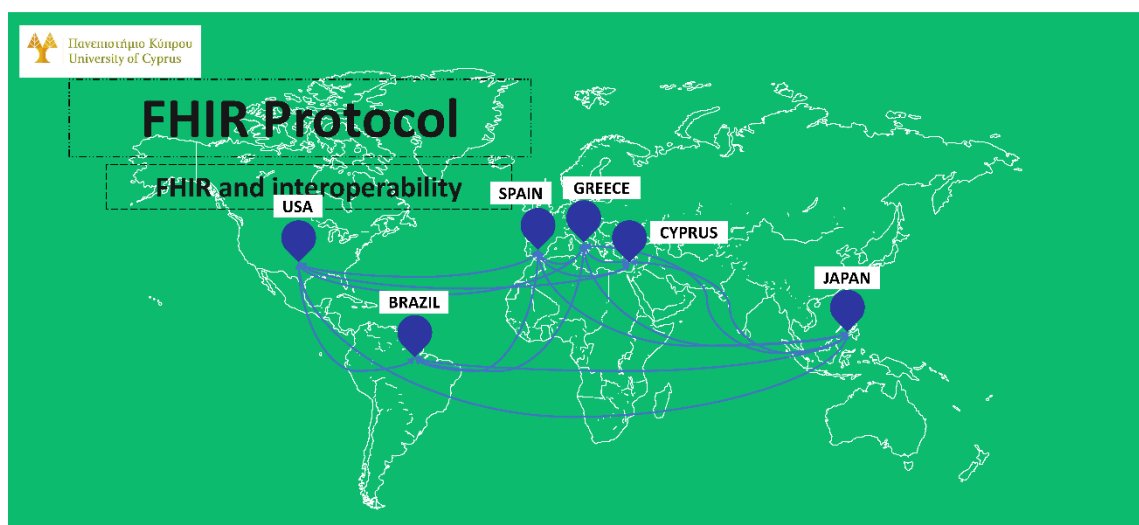 Πανεπιστήμιο Κύπρου
University of Cyprus
FHIR Protocol
FHIR and interoperability
USA
SPAIN
GREECE
CYPRUS
JAPAN
BRAZIL